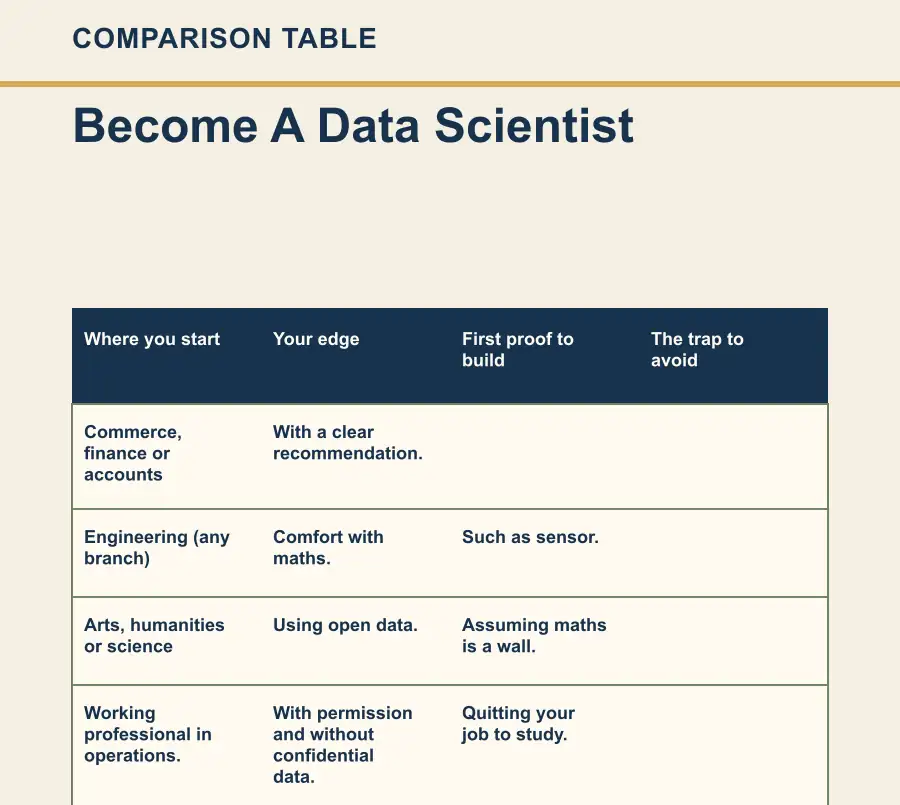 COMPARISON TABLE
Become A Data Scientist
Where you start
Your edge
First proof to
build
The trap to
avoid
Commerce,
finance or
accounts
With a clear
recommendation.
Engineering (any
branch)
Comfort with
maths.
Such as sensor.
Arts, humanities
or science
Using open data.
Assuming maths
is a wall.
Working
professional in
operations.
With permission
and without
confidential
data.
Quitting your
job to study.